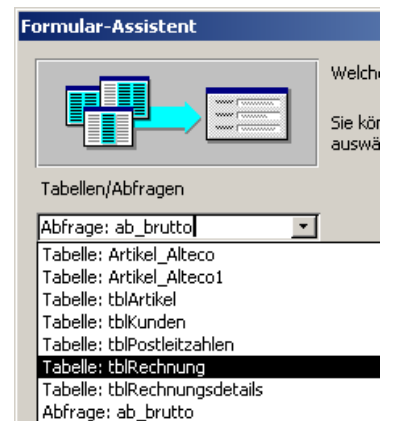 Formular-Assistent
Welche
Sie kön
auswä
Tabellen/Abfragen
Abfrage: ab_brutto
Tabelle: Artikel_Alteco
Tabelle: Artikel_Alteco1
Tabelle: tblArtikel
Tabelle: tblKunden
Tabelle: tblPostleitzahlen
Tabelle: tblRechnung
Tabelle: tblRechnungsdetails
Abfrage: ab_brutto